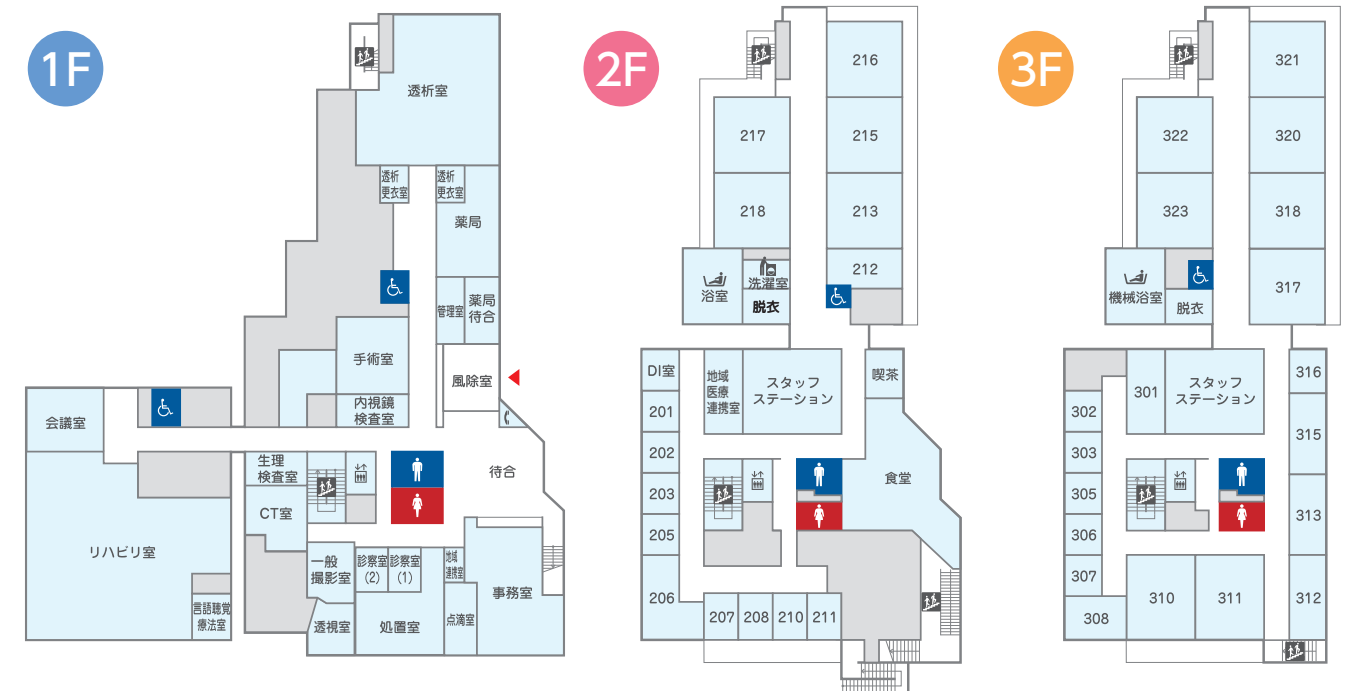 1F
透析室
透析
更衣室
透析
更衣室
薬局
管理室
薬局
待合
手術室
風除室
内視鏡
検査室
会議室
生理
検査室
待合
CT室
リハビリ室
一般
撮影室
診察室
(2)
診察室
(1)
地域
連携室
事務室
言語聴覚
療法室
透視室
処置室
点滴室
2F
216
217
215
218
213
212
浴室
洗濯室
脱衣
DI室
地域
医療
連携室
スタッフ
ステーション
喫茶
201
202
203
食堂
205
206
207
208
210
211
3F
321
322
320
323
318
317
機械浴室
脱衣
301
スタッフ
ステーション
316
302
315
303
305
313
306
307
310
311
312
308